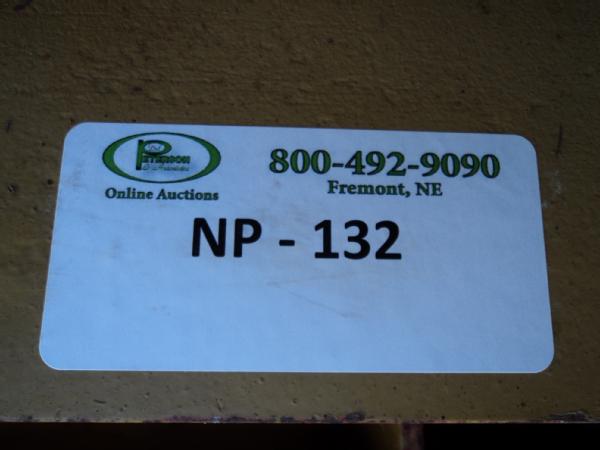 PETERSON
Online Auctions
800-492-9090
Fremont, NE
NP - 132